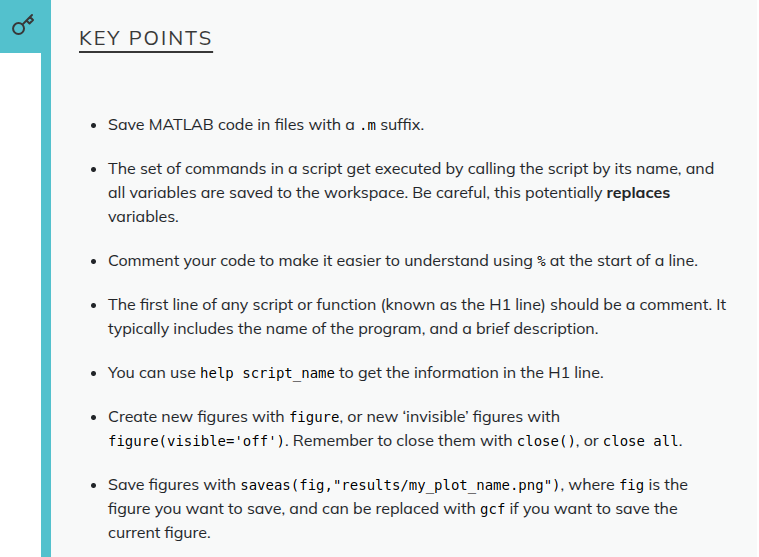 KEY POINTS
Save MATLAB code in files with a .m suffix.
The set of commands in a script get executed by calling the script by its name, and
all variables are saved to the workspace. Be careful, this potentially replaces
variables.
Comment your code to make it easier to understand using % at the start of a line.
The first line of any script or function (known as the H1 line) should be a comment. It
typically includes the name of the program, and a brief description.
You can use help script_name to get the information in the H1 line.
Create new figures with figure, or new ‘invisible’ figures with
figure(visible='off'). Remember to close them with close(), or close all.
Save figures with saveas(fig,"results/my_plot_name.png"), where fig is the
figure you want to save, and can be replaced with gcf if you want to save the
current figure.